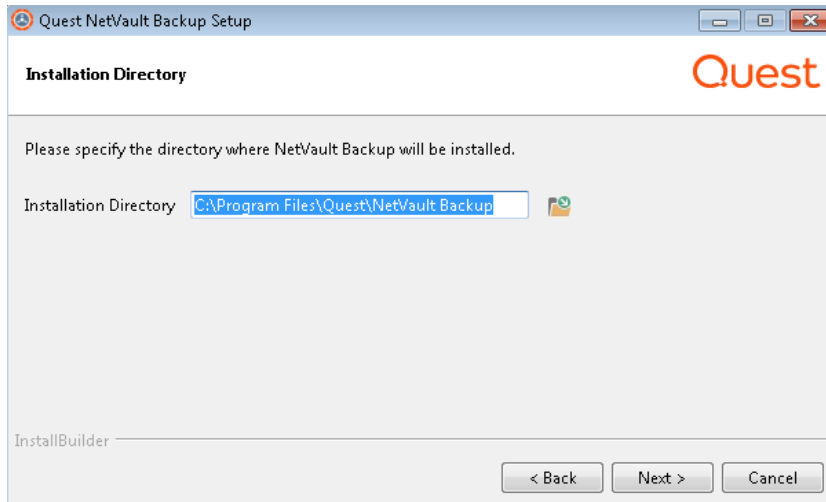 Quest NetVault Backup Setup
Installation Directory
Quest
Please specify the directory where NetVault Backup will be installed.
Installation Directory C:\Program Files\Quest\NetVault Backup
InstallBuilder
< Back Next > Cancel